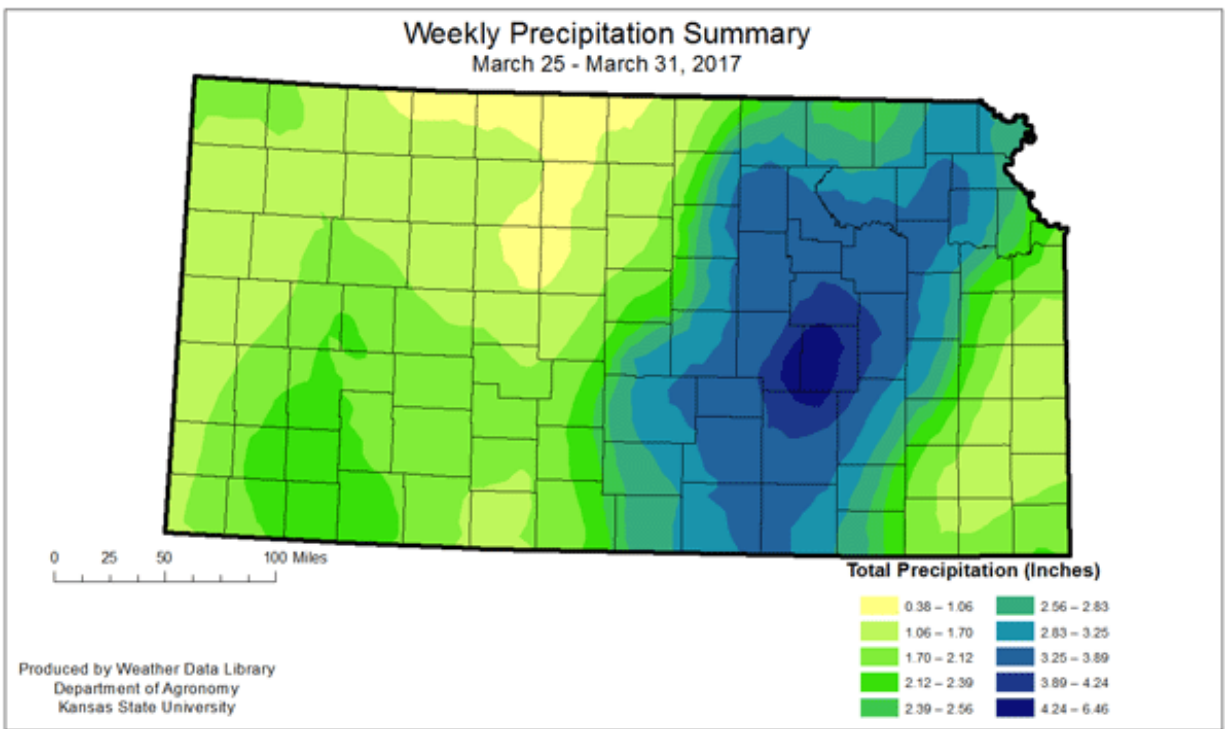 Weekly Precipitation Summary
March 25 - March 31, 2017
0 25 50 100 Miles
Total Precipitation (Inches)
0.38 – 1.06
1.06 – 1.70
1.70 – 2.12
2.12 – 2.39
2.39 – 2.56
2.56 – 2.83
2.83 – 3.25
3.25 – 3.89
3.89 – 4.24
4.24 – 6.46
Produced by Weather Data Library
Department of Agronomy
Kansas State University